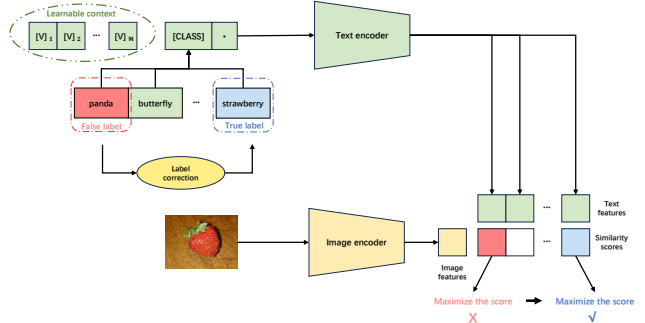 Learnable context
[V] 1 [V] 2 ... [V] M [CLASS] .
Text encoder
panda butterfly ... strawberry
False label True label
Label
correction
... Text
features
Image encoder
... Similarity
scores
Image
features
Maximize the score Maximize the score
X √